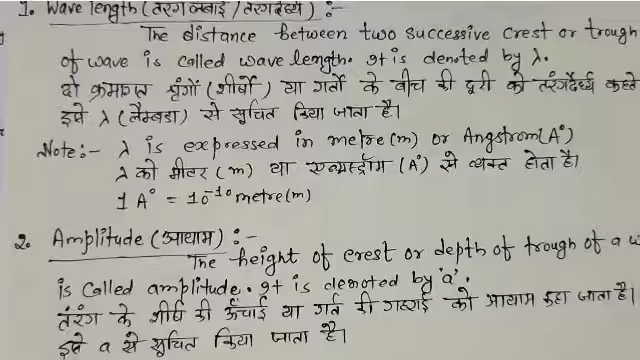 1. Wave length (तरंग लम्बाई / तरंगदैर्ध्य) :-
The distance between two successive crest or trough
of wave is called wave length. It is denoted by λ.
दो क्रमागत शृंगों (शीर्षों) या गर्तों के बीच की दूरी को तरंगदैर्ध्य कहते
इसे λ (लैम्बडा) से सूचित किया जाता है।
Note:- λ is expressed in metre(m) or Angstrom(A°)
λ को मीटर (m) या एंग्स्ट्रॉम (A°) से व्यक्त होता है।
1 A° = 10⁻¹⁰ metre(m)
2. Amplitude (आयाम) :-
The height of crest or depth of trough of a
is called amplitude. It is denoted by 'a'.
तंरंग के शीर्ष की ऊँचाई या गर्त की गहराई को आयाम कहा जाता है।
इसे a से सूचित किया जाता है।